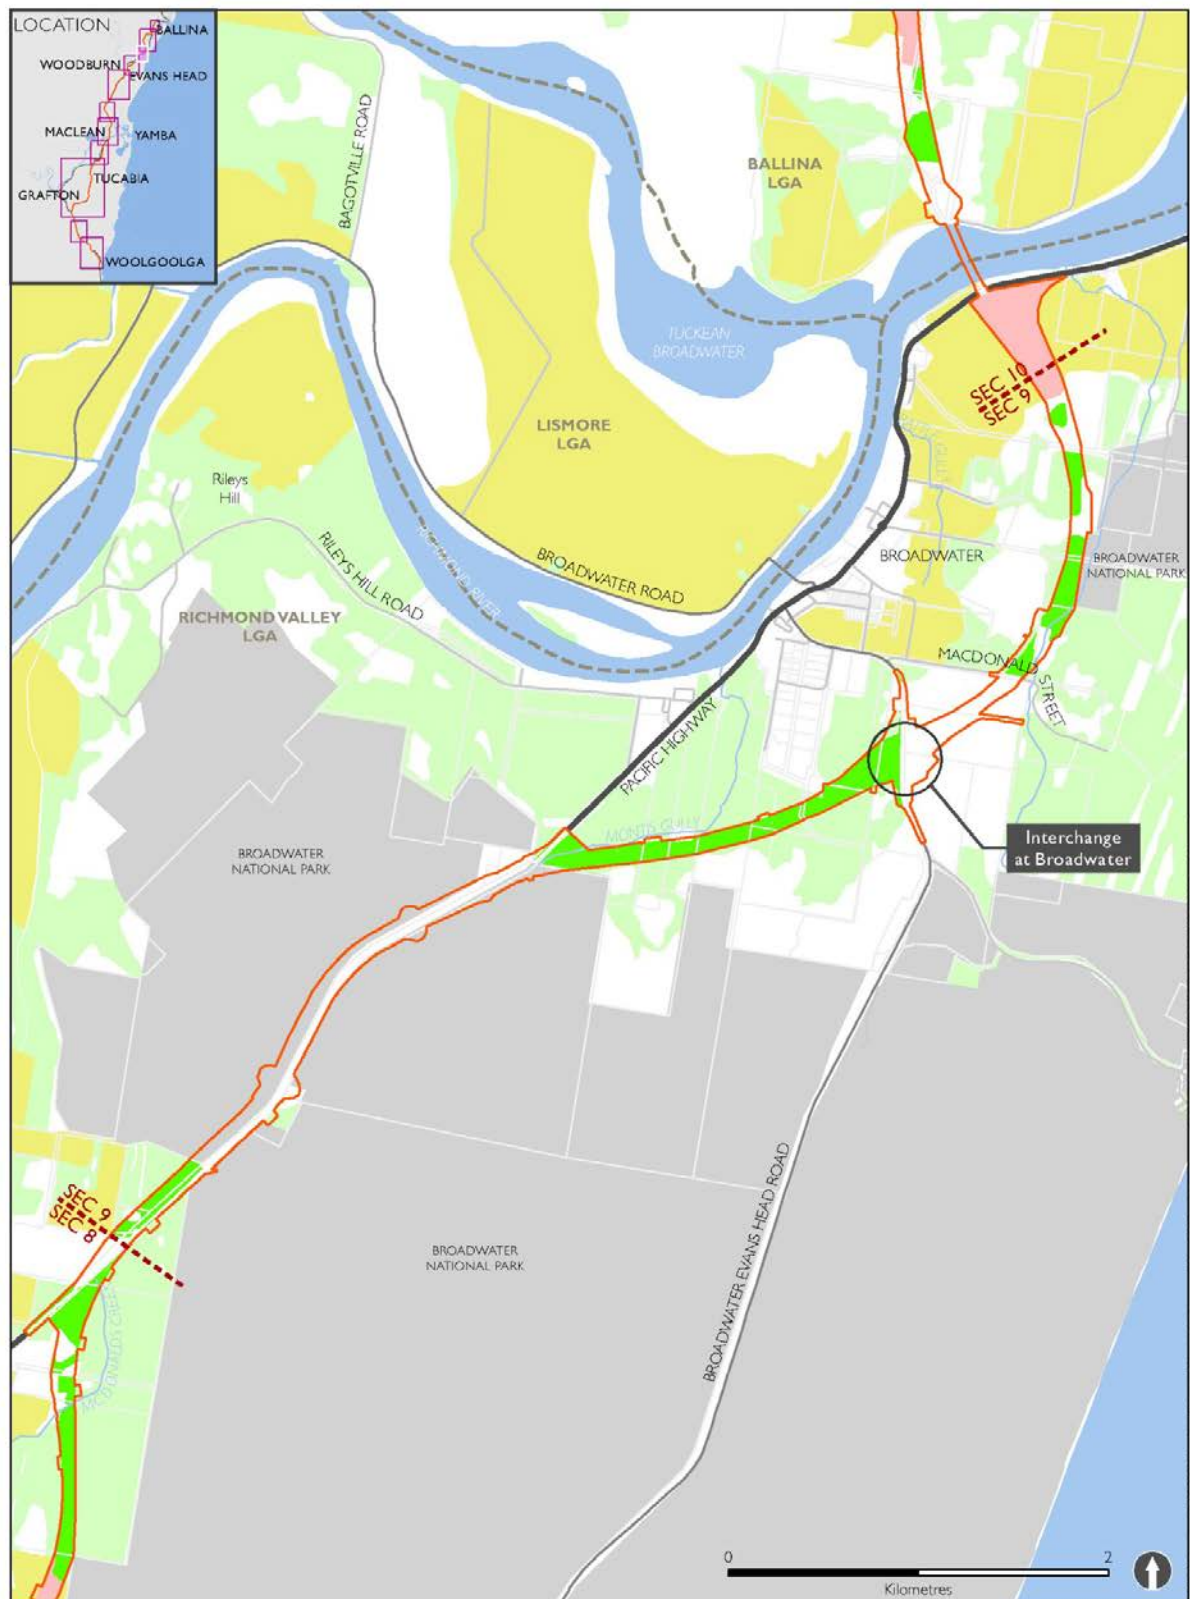 LOCATION
BALLINA
WOODBURN
EVANS HEAD
MACLEAN
YAMBA
TUCABIA
GRAFTON
WOOLGOOLGA
BAGOTVILLE ROAD
BALLINA
LGA
TUCKEAN
BROADWATER
SEC 10
SEC 9
LISMORE
LGA
Rileys
Hill
RILEYS HILL ROAD
RICHMOND RIVER
BROADWATER ROAD
BROADWATER
BROADWATER
NATIONAL PARK
RICHMOND VALLEY
LGA
MACDONALD
STREET
PACIFIC HIGHWAY
MONTIS GULLY
Interchange
at Broadwater
BROADWATER
NATIONAL PARK
SEC 9
SEC 8
BROADWATER
NATIONAL PARK
BROADWATER EVANS HEAD ROAD
MCDONALDS CREEK
0
2
Kilometres